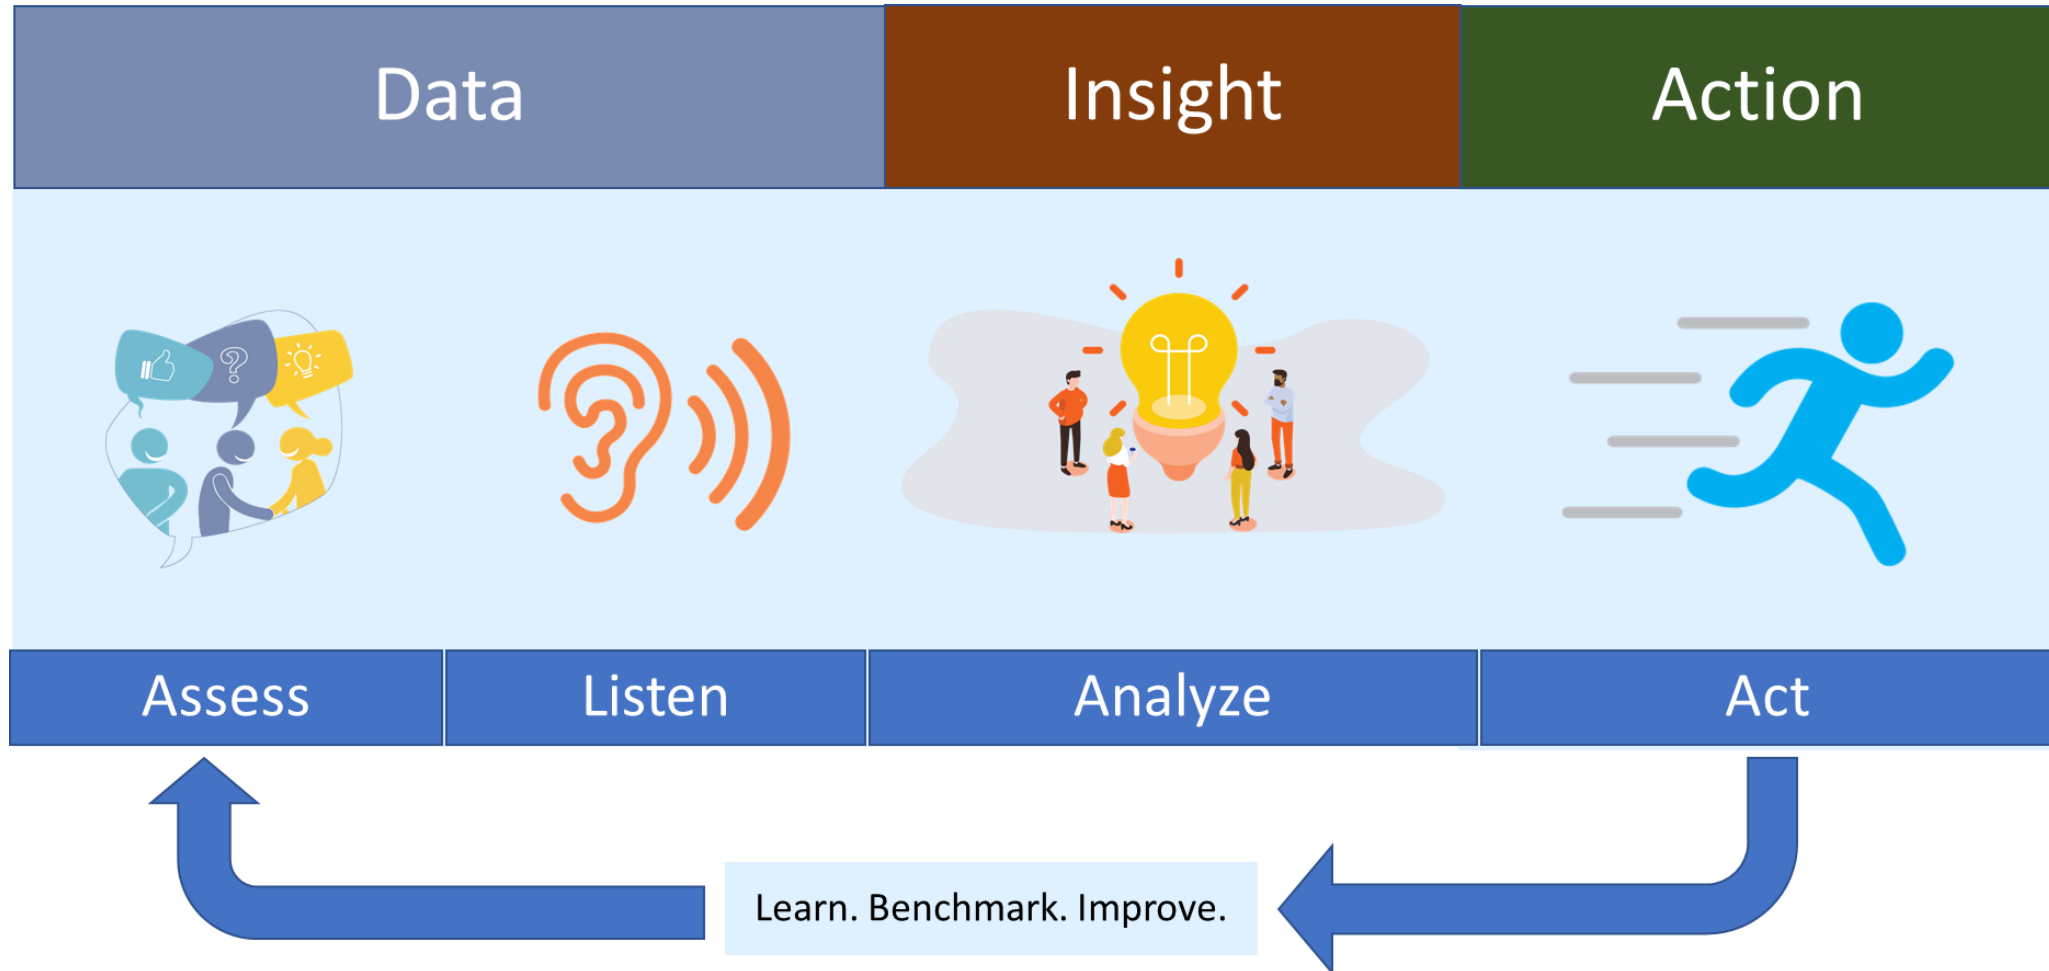 Data
Insight
Action
Assess
Listen
Analyze
Act
Learn. Benchmark. Improve.